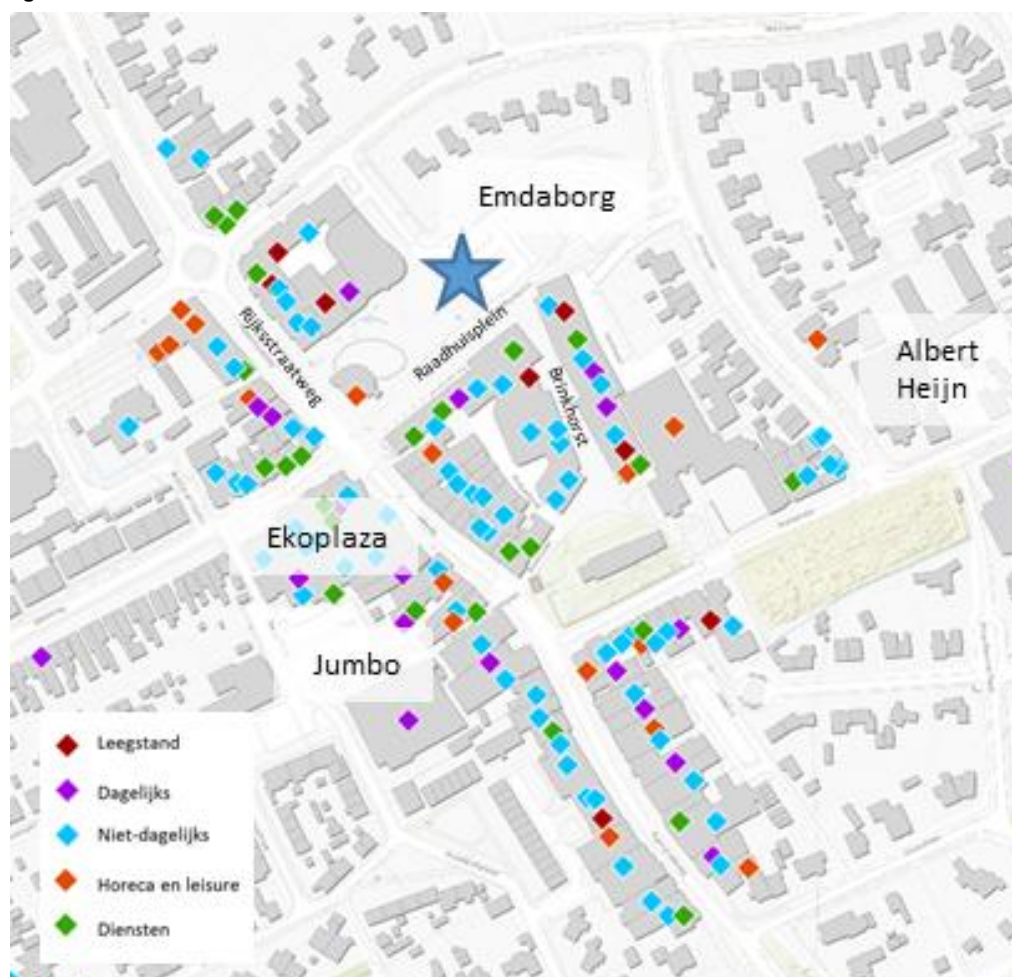 Emdaborg
Raadhuisplein
Rijksstraatweg
Brinkhorst
Albert
Heijn
Ekoplaza
Jumbo
Leegstand
Dagelijks
Niet-dagelijks
Horeca en leisure
Diensten